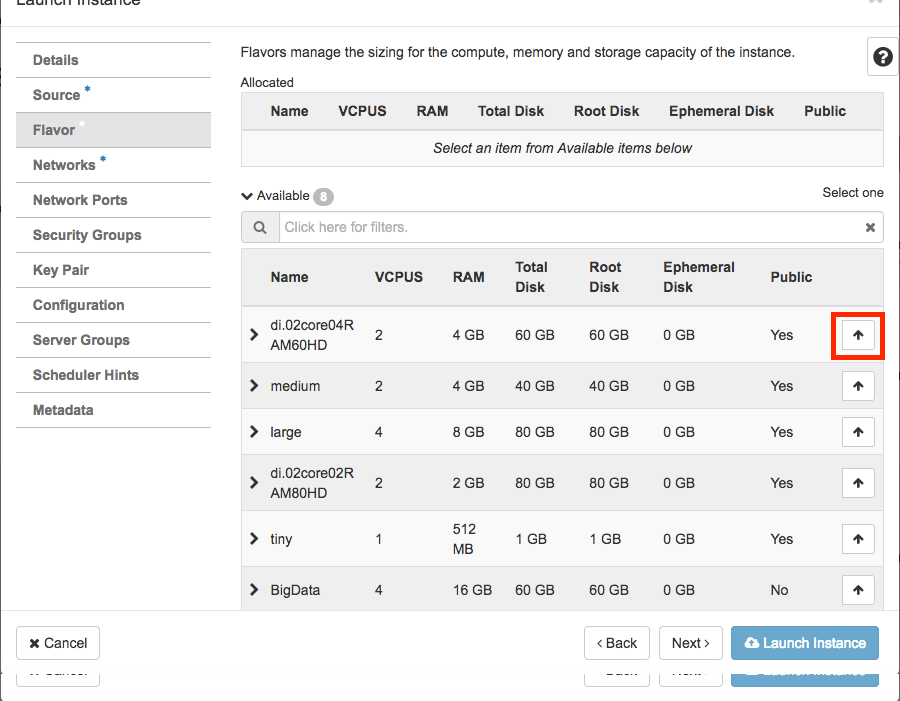 Launch Instance
Details
Source *
Flavor *
Networks *
Network Ports
Security Groups
Key Pair
Configuration
Server Groups
Scheduler Hints
Metadata
Flavors manage the sizing for the compute, memory and storage capacity of the instance.
?
Allocated
Name VCPUS RAM Total Disk Root Disk Ephemeral Disk Public
Select an item from Available items below
Available 8
Select one
Click here for filters.
Name VCPUS RAM Total Disk Root Disk Ephemeral Disk Public
di.02core04R
AM60HD 2 4 GB 60 GB 60 GB 0 GB Yes
medium 2 4 GB 40 GB 40 GB 0 GB Yes
large 4 8 GB 80 GB 80 GB 0 GB Yes
di.02core02R
AM80HD 2 2 GB 80 GB 80 GB 0 GB Yes
tiny 1 512 MB 1 GB 1 GB 0 GB Yes
BigData 4 16 GB 60 GB 60 GB 0 GB No
Cancel
Back
Next
Launch Instance